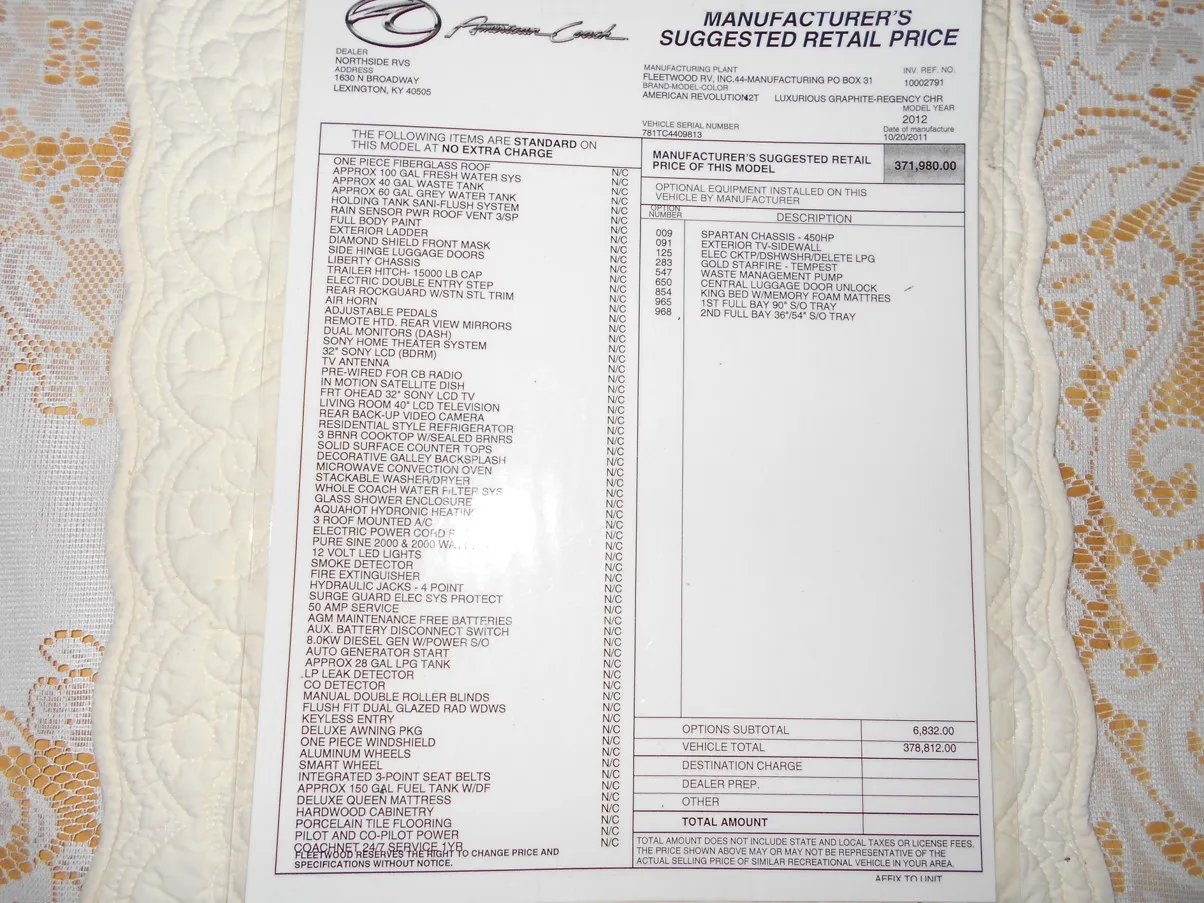 American Coach
MANUFACTURER'S
SUGGESTED RETAIL PRICE
DEALER
NORTHSIDE RVS
ADDRESS
1630 N BROADWAY
LEXINGTON, KY 40505
MANUFACTURING PLANT
FLEETWOOD RV, INC.44-MANUFACTURING PO BOX 31
BRAND-MODEL-COLOR
AMERICAN REVOLUTION42T LUXURIOUS GRAPHITE-REGENCY CHR
INV. REF. NO.
10002791
MODEL YEAR
2012
Date of manufacture
10/20/2011
VEHICLE SERIAL NUMBER
781TC4409813
THE FOLLOWING ITEMS ARE STANDARD ON
THIS MODEL AT NO EXTRA CHARGE
ONE PIECE FIBERGLASS ROOF N/C
APPROX 100 GAL FRESH WATER SYS N/C
APPROX 40 GAL WASTE TANK N/C
APPROX 60 GAL GREY WATER TANK N/C
HOLDING TANK SANI-FLUSH SYSTEM N/C
RAIN SENSOR PWR ROOF VENT 3/SP N/C
FULL BODY PAINT N/C
EXTERIOR LADDER N/C
DIAMOND SHIELD FRONT MASK N/C
SIDE HINGE LUGGAGE DOORS N/C
LIBERTY CHASSIS N/C
TRAILER HITCH- 15000 LB CAP N/C
ELECTRIC DOUBLE ENTRY STEP N/C
REAR ROCKGUARD W/STN STL TRIM N/C
AIR HORN N/C
ADJUSTABLE PEDALS N/C
REMOTE HTD. REAR VIEW MIRRORS N/C
DUAL MONITORS (DASH) N/C
SONY HOME THEATER SYSTEM N/C
32" SONY LCD (BDRM) N/C
TV ANTENNA N/C
PRE-WIRED FOR CB RADIO N/C
IN MOTION SATELLITE DISH N/C
FRT OHEAD 32" SONY LCD TV N/C
LIVING ROOM 40" LCD TELEVISION N/C
REAR BACK-UP VIDEO CAMERA N/C
RESIDENTIAL STYLE REFRIGERATOR N/C
3 BRNR COOKTOP W/SEALED BRNRS N/C
SOLID SURFACE COUNTER TOPS N/C
DECORATIVE GALLEY BACKSPLASH N/C
MICROWAVE CONVECTION OVEN N/C
STACKABLE WASHER/DRYER N/C
WHOLE COACH WATER FILTER SYS N/C
GLASS SHOWER ENCLOSURE N/C
AQUAHOT HYDRONIC HEATING N/C
3 ROOF MOUNTED A/C N/C
ELECTRIC POWER CORD N/C
PURE SINE 2000 & 2000 N/C
12 VOLT LED LIGHTS N/C
SMOKE DETECTOR N/C
FIRE EXTINGUISHER N/C
HYDRAULIC JACKS - 4 POINT N/C
SURGE GUARD ELEC SYS PROTECT N/C
50 AMP SERVICE N/C
AGM MAINTENANCE FREE BATTERIES N/C
AUX. BATTERY DISCONNECT SWITCH N/C
8.0KW DIESEL GEN W/POWER S/O N/C
AUTO GENERATOR START N/C
APPROX 28 GAL LPG TANK N/C
LP LEAK DETECTOR N/C
CO DETECTOR N/C
MANUAL DOUBLE ROLLER BLINDS N/C
FLUSH FIT DUAL GLAZED RAD WDWS N/C
KEYLESS ENTRY N/C
DELUXE AWNING PKG N/C
ONE PIECE WINDSHIELD N/C
ALUMINUM WHEELS N/C
SMART WHEEL N/C
INTEGRATED 3-POINT SEAT BELTS N/C
APPROX 150 GAL FUEL TANK W/DF N/C
DELUXE QUEEN MATTRESS N/C
HARDWOOD CABINETRY N/C
PORCELAIN TILE FLOORING N/C
PILOT AND CO-PILOT POWER N/C
COACHNET 24/7 SERVICE 1YR N/C
FLEETWOOD RESERVES THE RIGHT TO CHANGE PRICE AND
SPECIFICATIONS WITHOUT NOTICE.
MANUFACTURER'S SUGGESTED RETAIL
PRICE OF THIS MODEL 371,980.00
OPTIONAL EQUIPMENT INSTALLED ON THIS
VEHICLE BY MANUFACTURER
OPTION
NUMBER DESCRIPTION
009 SPARTAN CHASSIS - 450HP
091 EXTERIOR TV-SIDEWALL
125 ELEC CKTP/DSHWSHR/DELETE LPG
283 GOLD STARFIRE - TEMPEST
547 WASTE MANAGEMENT PUMP
650 CENTRAL LUGGAGE DOOR UNLOCK
854 KING BED W/MEMORY FOAM MATTRES
965 1ST FULL BAY 90" S/O TRAY
968 2ND FULL BAY 36"/54" S/O TRAY
OPTIONS SUBTOTAL 6,832.00
VEHICLE TOTAL 378,812.00
DESTINATION CHARGE
DEALER PREP.
OTHER
TOTAL AMOUNT
TOTAL AMOUNT DOES NOT INCLUDE STATE AND LOCAL TAXES OR LICENSE FEES.
THE PRICE SHOWN ABOVE MAY OR MAY NOT BE REPRESENTATIVE OF THE
ACTUAL SELLING PRICE OF SIMILAR RECREATIONAL VEHICLE IN YOUR AREA.
AFFIX TO UNIT